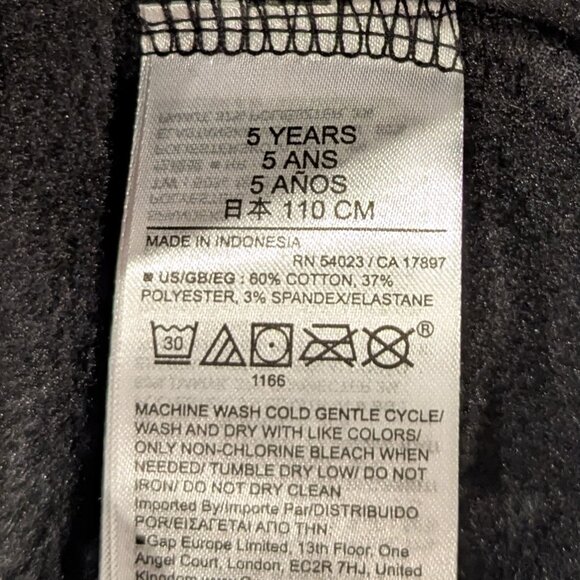 5 YEARS
5 ANS
5 AÑOS
日本 110 CM
MADE IN INDONESIA
RN 54023 / CA 17897
US/GB/EG : 60% COTTON, 37%
POLYESTER, 3% SPANDEX/ELASTANE
30
®
1166
MACHINE WASH COLD GENTLE CYCLE/
WASH AND DRY WITH LIKE COLORS/
ONLY NON-CHLORINE BLEACH WHEN
NEEDED/ TUMBLE DRY LOW/ DO NOT
IRON/ DO NOT DRY CLEAN
Imported By/Importe Par/DISTRIBUIDO
POR/ΕΙΣΑΓΕΤΑΙ ΑΠΟ ΤΗΝ:
Gap Europe Limited, 13th Floor, One
Angel Court, London, EC2R 7HJ, United
Kingdom